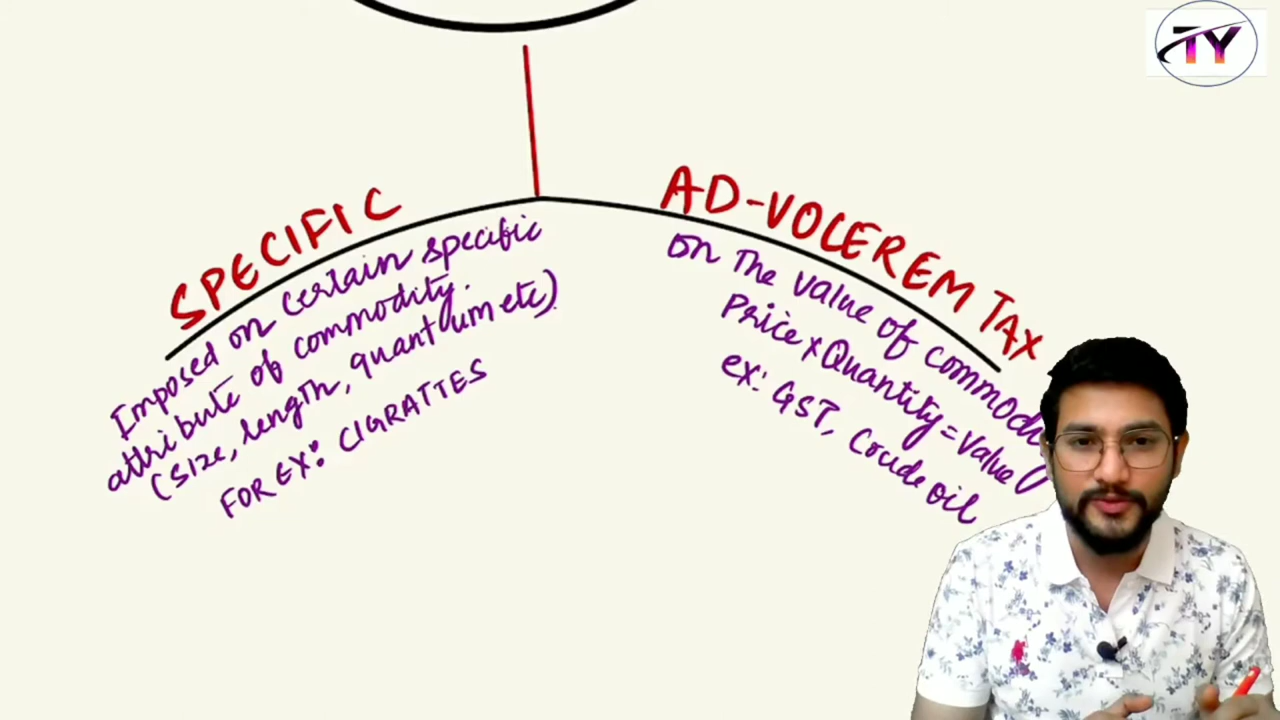 TY
SPECIFIC
Imposed on certain specific
attribute of commodity.
(size, length, quantum etc)
FOR EX: CIGRATTES
AD-VOLEREM TAX
on the value of
Price x Quantity = value
ex: GST, Crude oil